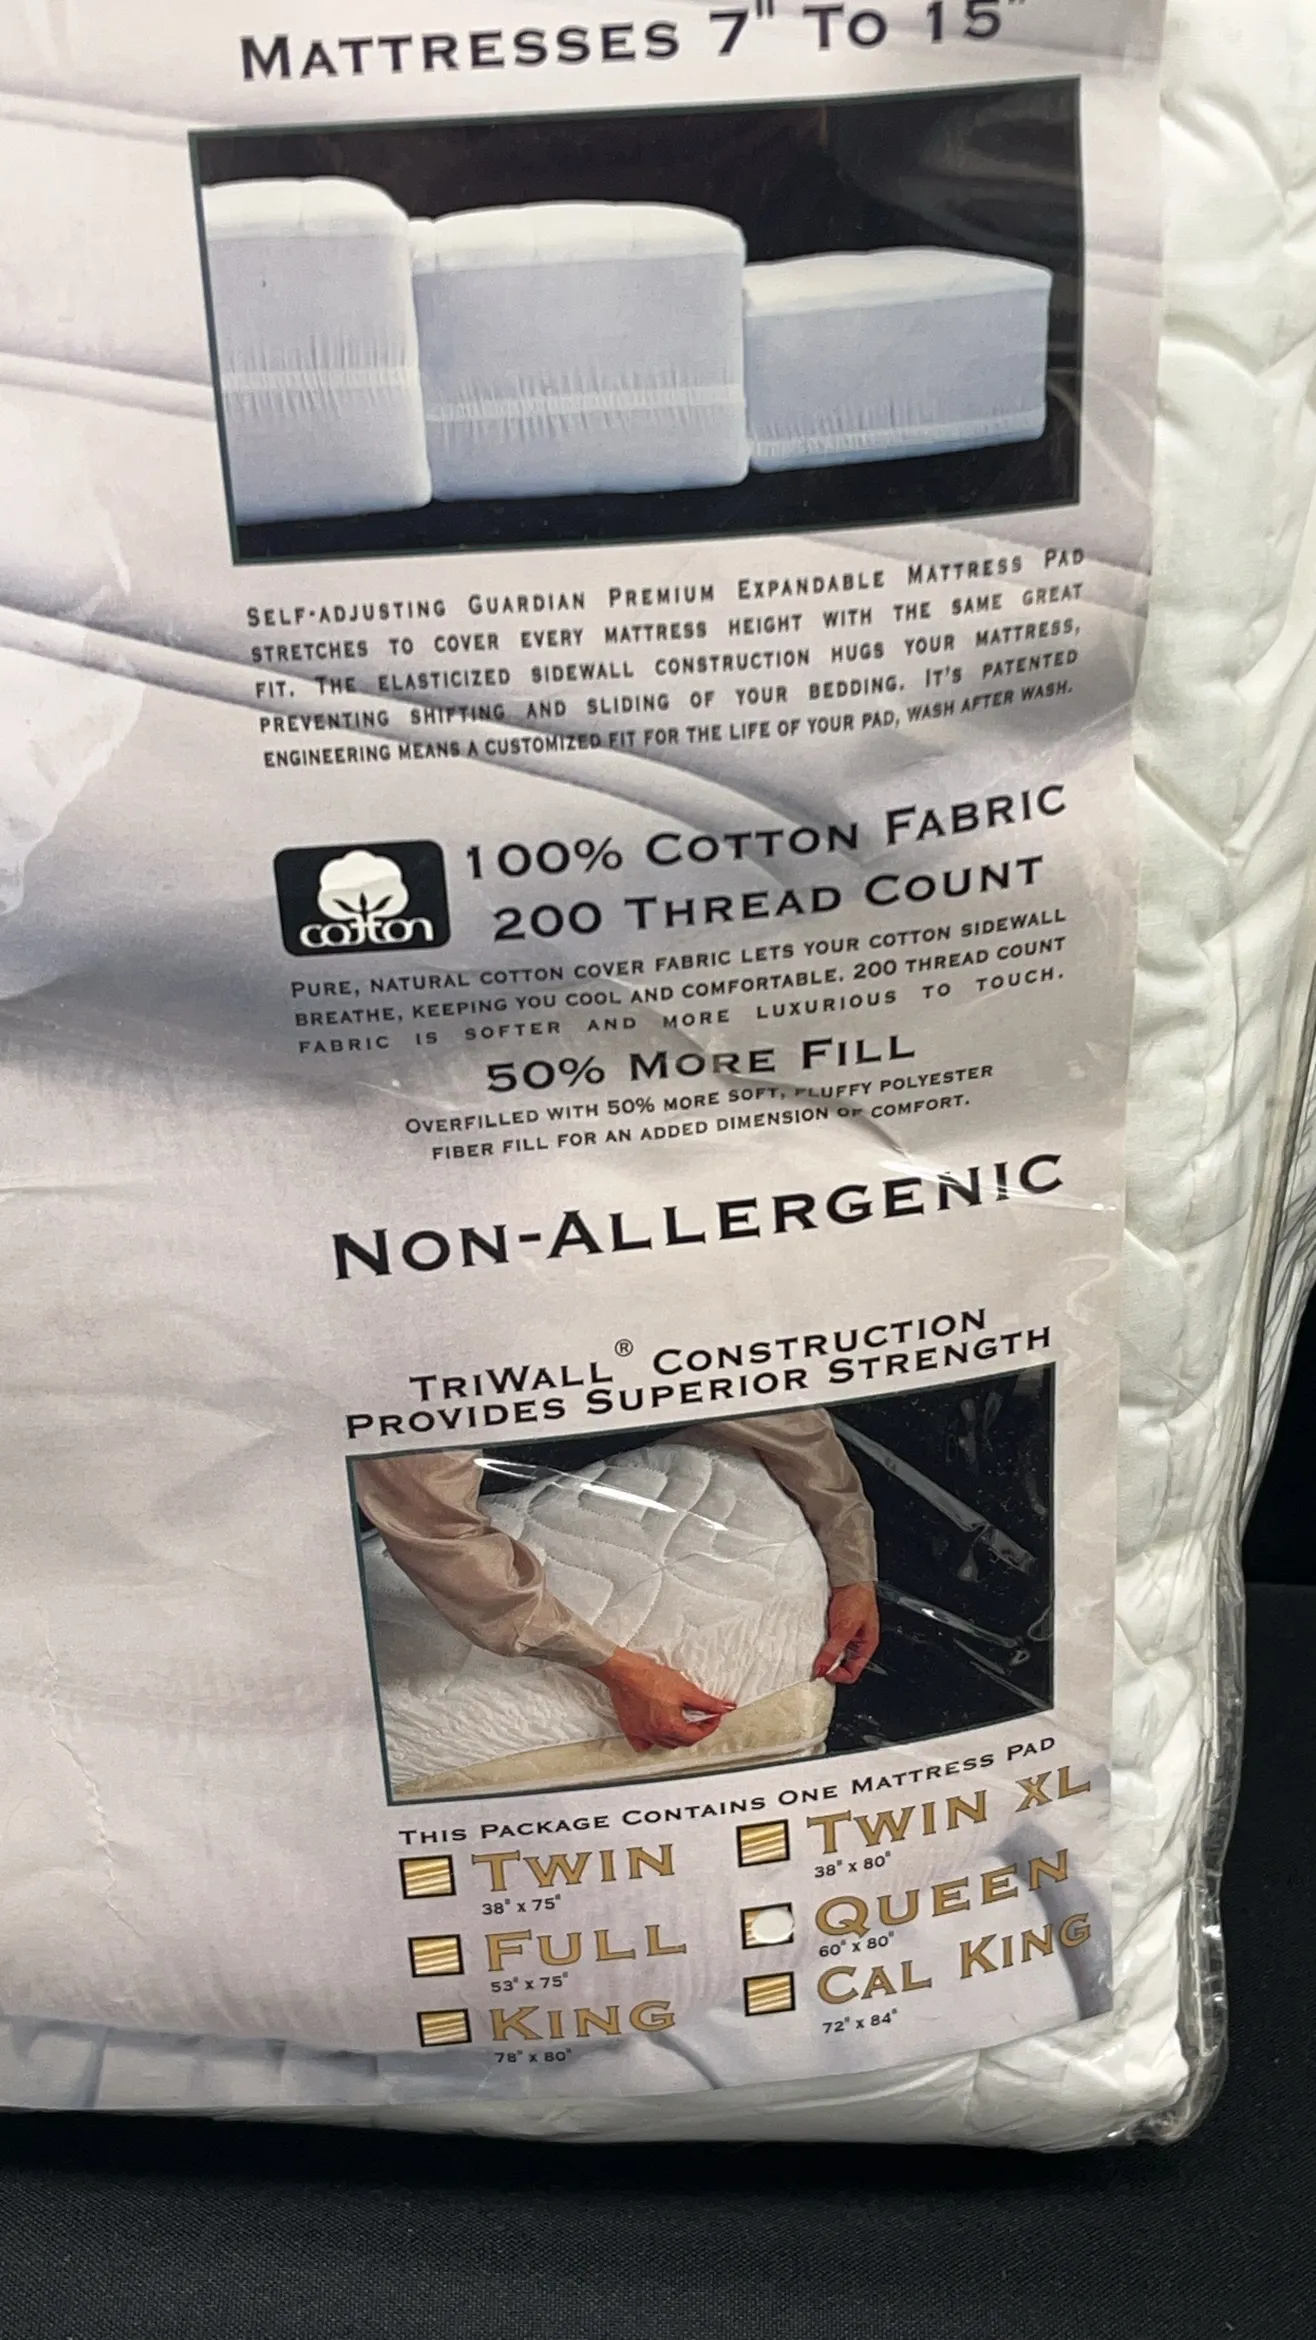 MATTRESSES 7" TO 15"
SELF-ADJUSTING GUARDIAN PREMIUM EXPANDABLE MATTRESS PAD
STRETCHES TO COVER EVERY MATTRESS HEIGHT WITH THE SAME GREAT
FIT. THE ELASTICIZED SIDEWALL CONSTRUCTION HUGS YOUR MATTRESS,
PREVENTING SHIFTING AND SLIDING OF YOUR BEDDING. IT'S PATENTED
ENGINEERING MEANS A CUSTOMIZED FIT FOR THE LIFE OF YOUR PAD, WASH AFTER WASH.
cotton
100% COTTON FABRIC
200 THREAD COUNT
PURE, NATURAL COTTON COVER FABRIC LETS YOUR COTTON SIDEWALL
BREATHE, KEEPING YOU COOL AND COMFORTABLE. 200 THREAD COUNT
FABRIC IS SOFTER AND MORE LUXURIOUS TO TOUCH.
50% MORE FILL
OVERFILLED WITH 50% MORE SOFT, FLUFFY POLYESTER
FIBER FILL FOR AN ADDED DIMENSION OF COMFORT.
NON-ALLERGENIC
TRIWALL® CONSTRUCTION
PROVIDES SUPERIOR STRENGTH
THIS PACKAGE CONTAINS ONE MATTRESS PAD
TWIN
38" x 75"
TWIN XL
38" x 80"
FULL
53" x 75"
QUEEN
60" x 80"
KING
78" x 80"
CAL KING
72" x 84"